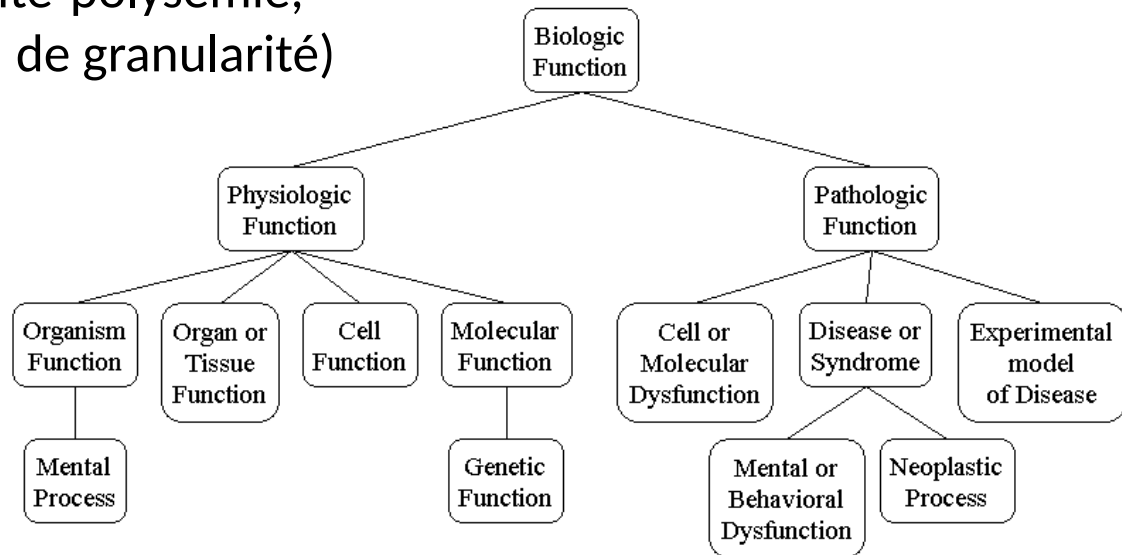 polysémie,
de granularité)
Biologic
Function
Physiologic
Function
Pathologic
Function
Organism
Function
Organ or
Tissue
Function
Cell
Function
Molecular
Function
Cell or
Molecular
Dysfunction
Disease or
Syndrome
Experimental
model
of Disease
Mental
Process
Genetic
Function
Mental or
Behavioral
Dysfunction
Neoplastic
Process